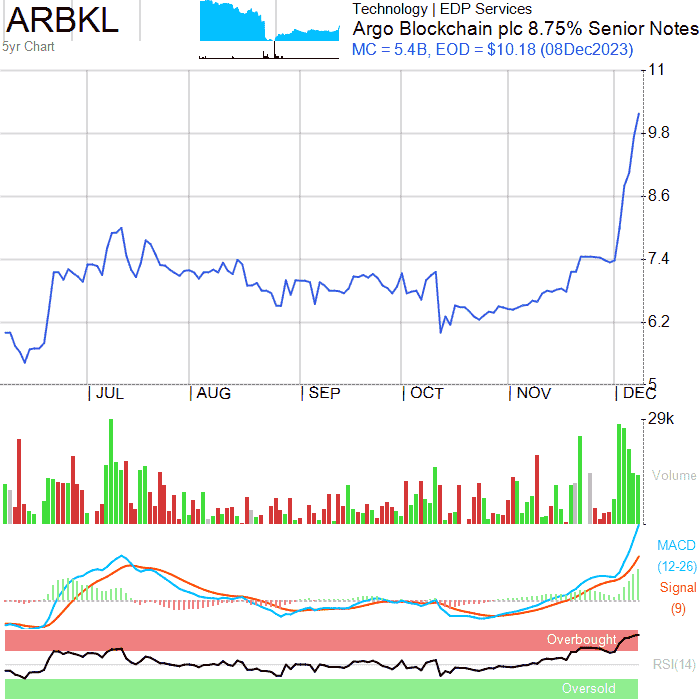 ARBKL
5yr Chart
Technology | EDP Services
Argo Blockchain plc 8.75% Senior Notes
MC = 5.4B, EOD = $10.18 (08Dec2023)
11
9.8
8.6
7.4
6.2
5
JUL AUG SEP OCT NOV DEC
29k
Volume
MACD
(12-26)
Signal
(9)
Overbought
RSI(14)
Oversold